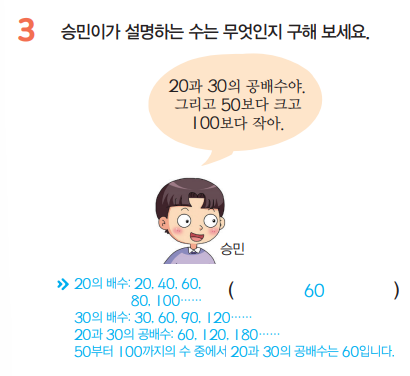 3 승민이가 설명하는 수는 무엇인지 구해 보세요.
20과 30의 공배수야.
그리고 50보다 크고
100보다 작아.
승민
» 20의 배수: 20, 40, 60,
80, 100……
( 60 )
30의 배수: 30, 60, 90, 120……
20과 30의 공배수: 60, 120, 180……
50부터 100까지의 수 중에서 20과 30의 공배수는 60입니다.